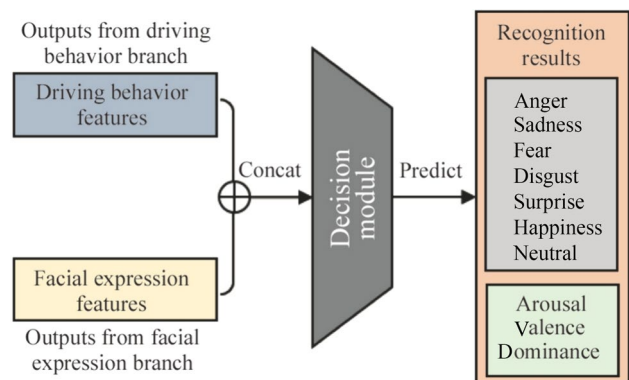 Outputs from driving
behavior branch
Driving behavior
features
Concat
Facial expression
features
Outputs from facial
expression branch
Decision
module
Predict
Recognition
results
Anger
Sadness
Fear
Disgust
Surprise
Happiness
Neutral
Arousal
Valence
Dominance